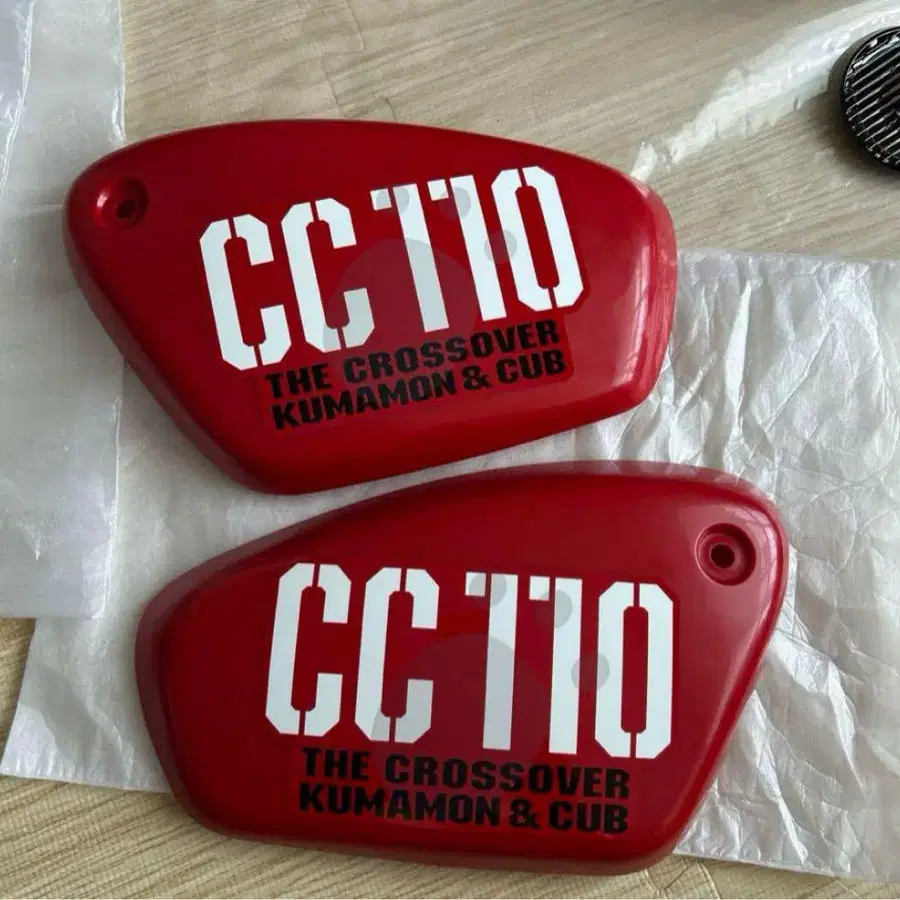 CC110
THE CROSSOVER
KUMAMON & CUB
CC110
THE CROSSOVER
KUMAMON & CUB